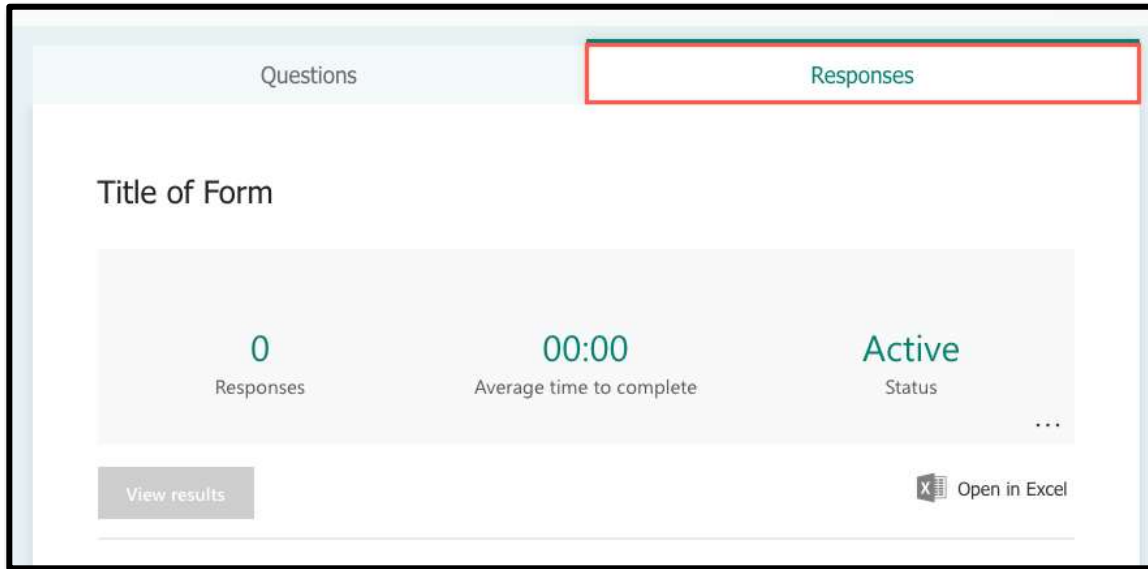 Questions
Responses
Title of Form
0
Responses
00:00
Average time to complete
Active
Status
...
View results
Open in Excel